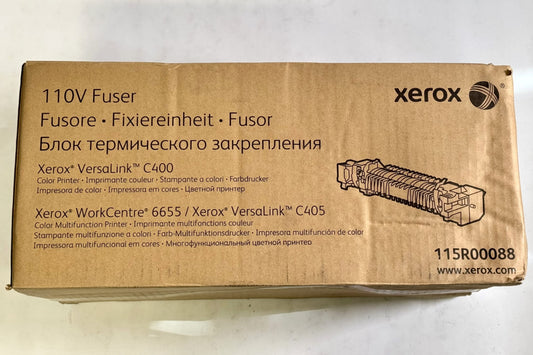 110V Fuser
xerox
Fusore • Fixiereinheit • Fusor
Блок термического закрепления
Xerox® VersaLink™ C400
Color Printer • Imprimante couleur • Stampante a colori • Farbdrucker
Impresora de color • Impressora em cores • Цветной принтер
Xerox® WorkCentre® 6655 / Xerox® VersaLink™ C405
Color Multifunction Printer • Imprimante multifonctions couleur
Stampante multifunzione a colori • Farb-Multifunktionsdrucker • Impresora multifunción de color
Impressora multifuncional em cores • Многофункциональный цветной принтер
115R00088
www.xerox.com